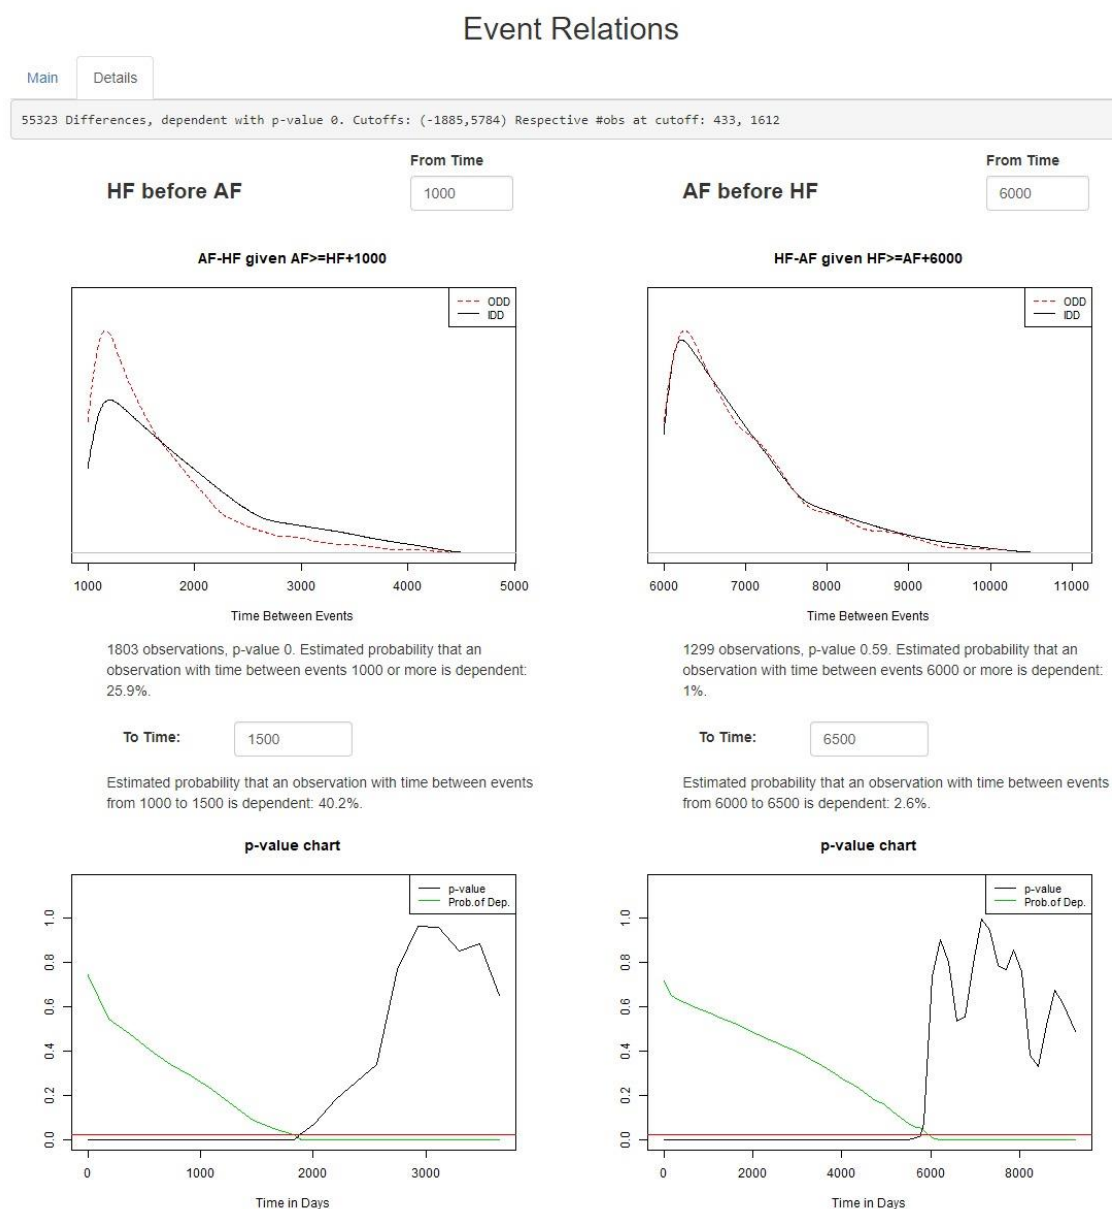 Event Relations
Main Details
55323 Differences, dependent with p-value 0. Cutoffs: (-1885,5784) Respective #obs at cutoff: 433, 1612
From Time
HF before AF 1000
AF-HF given AF>=HF+1000
ODD
IDD
1000 2000 3000 4000 5000
Time Between Events
1803 observations, p-value 0. Estimated probability that an
observation with time between events 1000 or more is dependent:
25.9%.
To Time: 1500
Estimated probability that an observation with time between events
from 1000 to 1500 is dependent: 40.2%.
p-value chart
p-value
Prob.of Dep.
1.0
0.8
0.6
0.4
0.2
0.0
0 1000 2000 3000
Time in Days
From Time
AF before HF 6000
HF-AF given HF>=AF+6000
ODD
IDD
6000 7000 8000 9000 10000 11000
Time Between Events
1299 observations, p-value 0.59. Estimated probability that an
observation with time between events 6000 or more is dependent:
1%.
To Time: 6500
Estimated probability that an observation with time between events
from 6000 to 6500 is dependent: 2.6%.
p-value chart
p-value
Prob.of Dep.
1.0
0.8
0.6
0.4
0.2
0.0
0 2000 4000 6000 8000
Time in Days